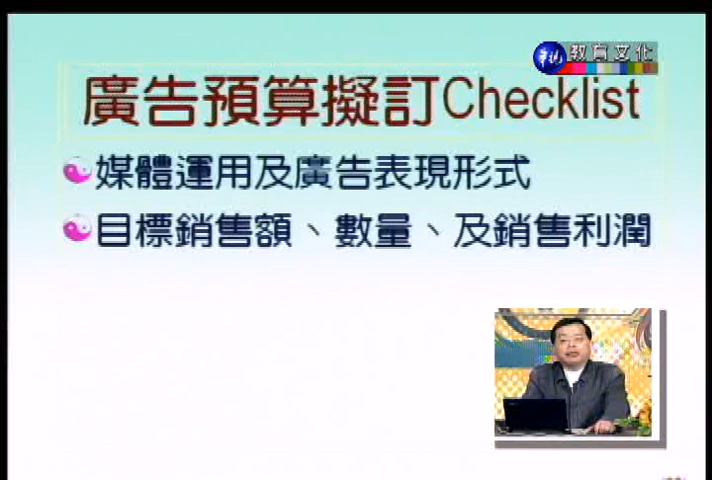 華視 教育文化
廣告預算擬訂Checklist
媒體運用及廣告表現形式
目標銷售額、數量、及銷售利潤